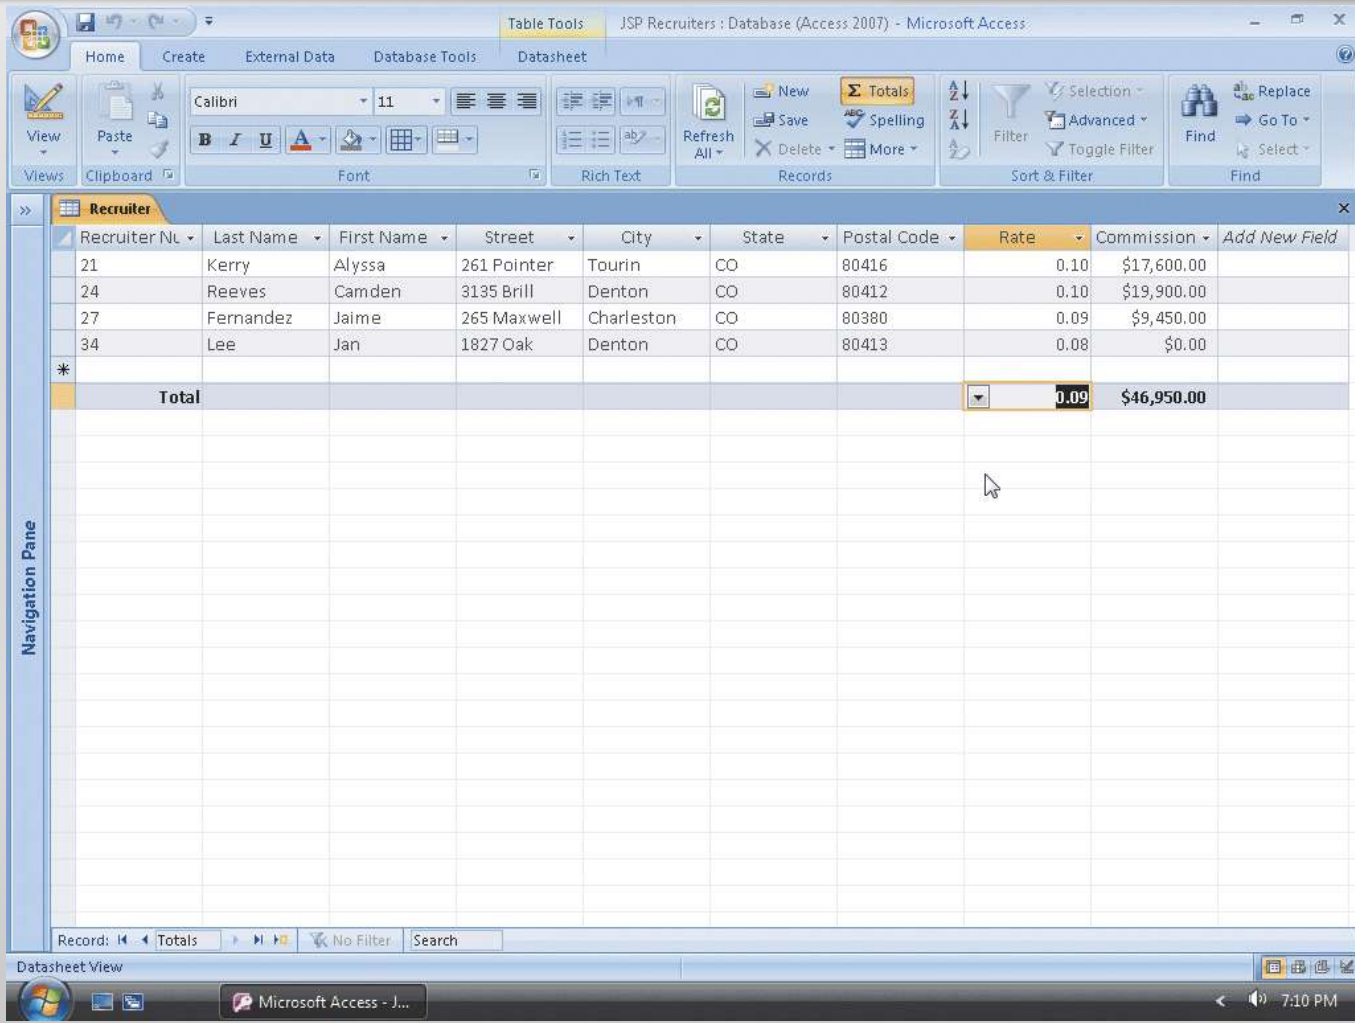 Table Tools JSP Recruiters : Database (Access 2007) - Microsoft Access
Home Create External Data Database Tools Datasheet
View Paste Calibri 11 Refresh All New Save Delete Σ Totals Spelling More Filter Selection Advanced Toggle Filter Find Replace Go To Select
B I U A
Views Clipboard Font Rich Text Records Sort & Filter Find
Recruiter
Recruiter Nu Last Name First Name Street City State Postal Code Rate Commission Add New Field
21 Kerry Alyssa 261 Pointer Tourin CO 80416 0.10 $17,600.00
24 Reeves Camden 3135 Brill Denton CO 80412 0.10 $19,900.00
27 Fernandez Jaime 265 Maxwell Charleston CO 80380 0.09 $9,450.00
34 Lee Jan 1827 Oak Denton CO 80413 0.08 $0.00
Total 0.09 $46,950.00
Navigation Pane
Record: Totals No Filter Search
Datasheet View
Microsoft Access - J... 7:10 PM